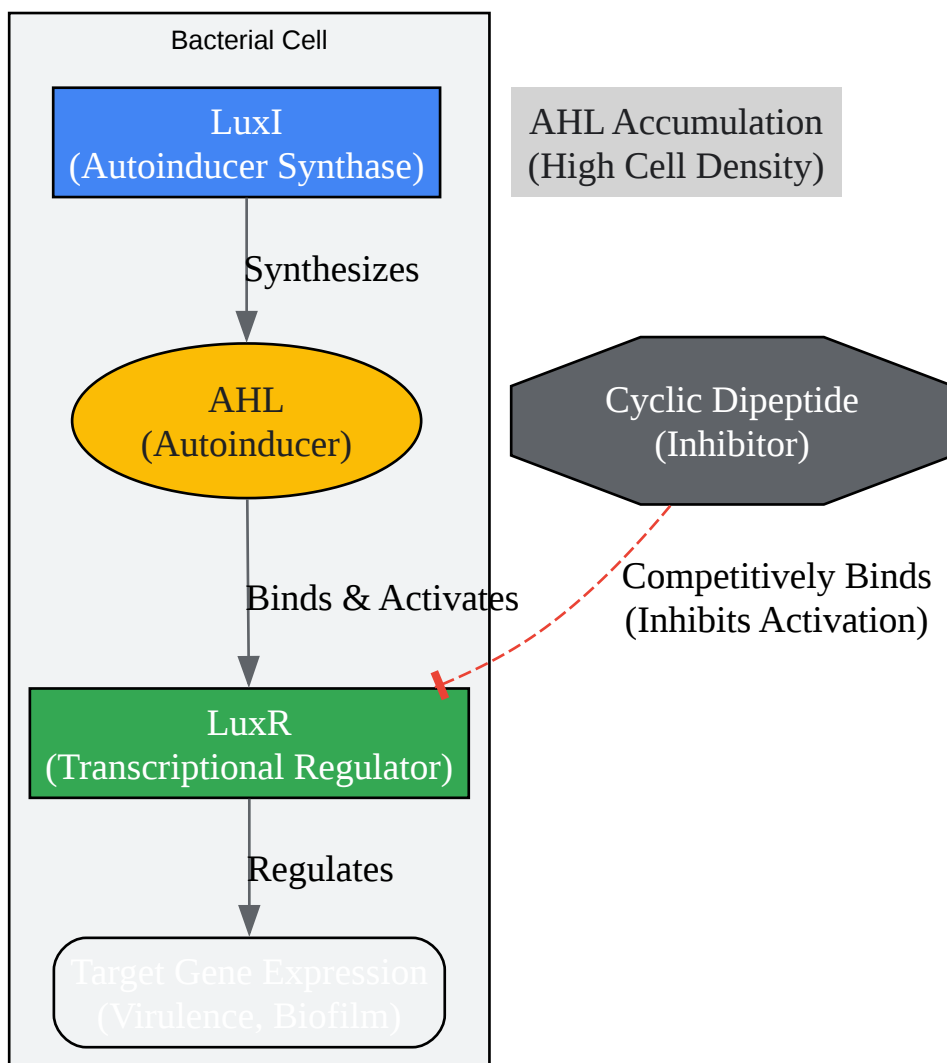 Bacterial Cell
LuxI
(Autoinducer Synthase)
AHL Accumulation
(High Cell Density)
Synthesizes
AHL
(Autoinducer)
Cyclic Dipeptide
(Inhibitor)
Binds & Activates
Competitively Binds
(Inhibits Activation)
LuxR
(Transcriptional Regulator)
Regulates
Target Gene Expression
(Virulence, Biofilm)